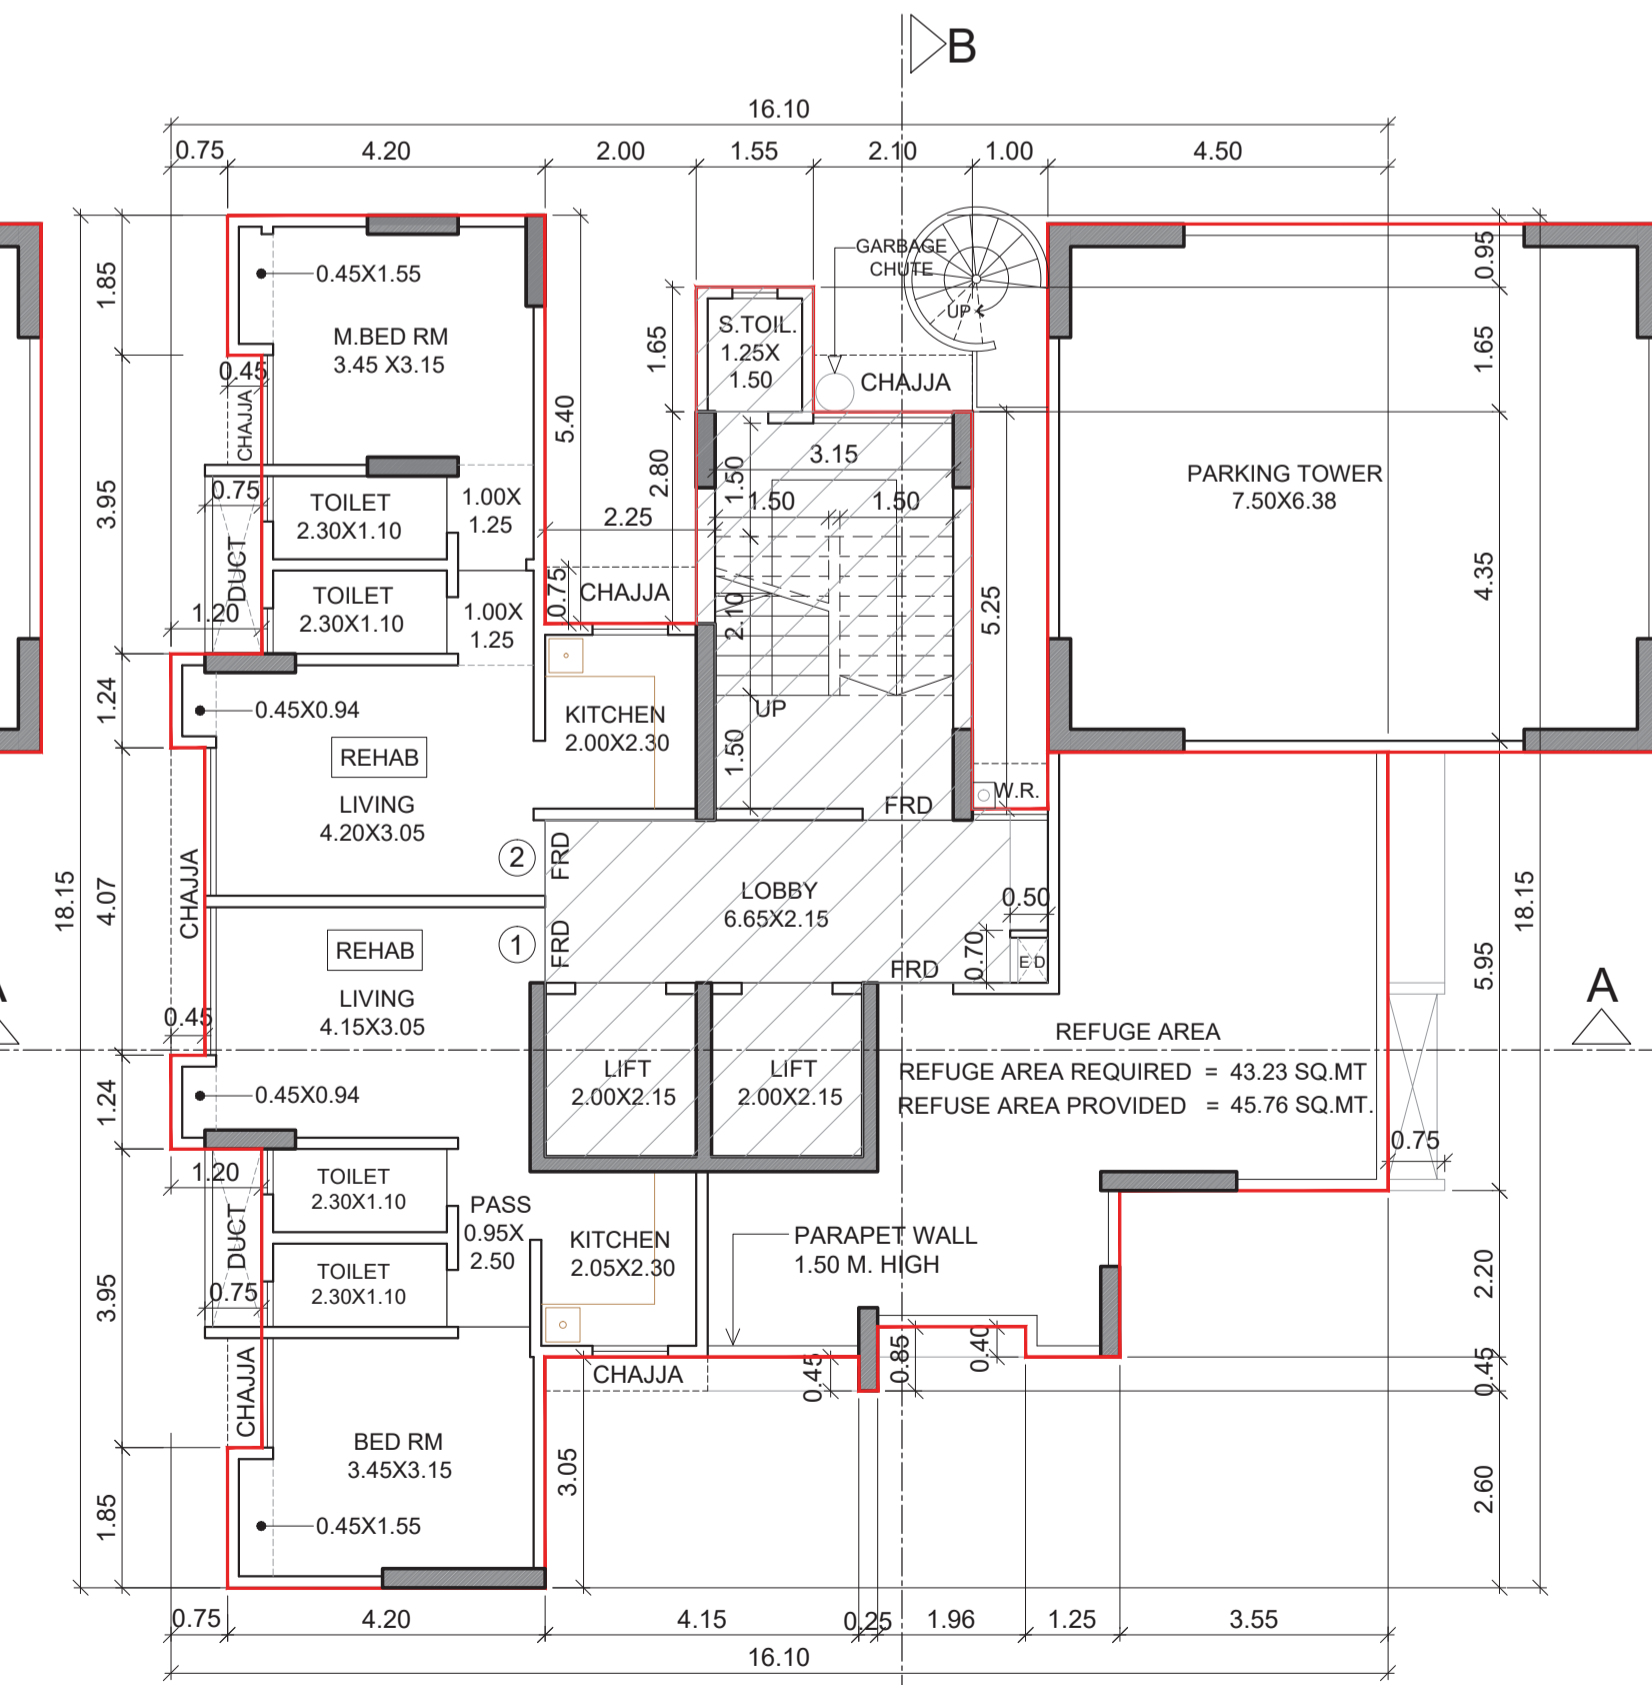 B
16.10
0.75
4.20
2.00
1.55
2.10
1.00
4.50
1.85
0.45X1.55
M.BED RM
3.45 X3.15
0.45
CHAJJA
5.40
1.65
S.TOIL.
1.25X
1.50
GARBAGE
CHUTE
UP
CHAJJA
0.95
1.65
3.95
0.75
DUCT
1.20
TOILET
2.30X1.10
1.00X
1.25
TOILET
2.30X1.10
1.00X
1.25
2.25
0.75
CHAJJA
2.80
1.50
3.15
1.50
1.50
2.10
UP
1.50
5.25
PARKING TOWER
7.50X6.38
4.35
1.24
0.45X0.94
KITCHEN
2.00X2.30
REHAB
LIVING
4.20X3.05
FRD
W.R.
18.15
4.07
CHAJJA
2
FRD
LOBBY
6.65X2.15
0.50
0.70
E D
18.15
5.95
REHAB
1
FRD
FRD
LIVING
4.15X3.05
0.45
A
REFUGE AREA
LIFT
2.00X2.15
LIFT
2.00X2.15
REFUGE AREA REQUIRED = 43.23 SQ.MT
REFUSE AREA PROVIDED = 45.76 SQ.MT.
1.24
0.45X0.94
0.75
1.20
DUCT
TOILET
2.30X1.10
PASS
0.95X
2.50
TOILET
2.30X1.10
0.75
3.95
KITCHEN
2.05X2.30
PARAPET WALL
1.50 M. HIGH
2.20
CHAJJA
CHAJJA
0.45
0.85
0.40
0.45
BED RM
3.45X3.15
3.05
2.60
1.85
0.45X1.55
0.75
4.20
4.15
0.25
1.96
1.25
3.55
16.10